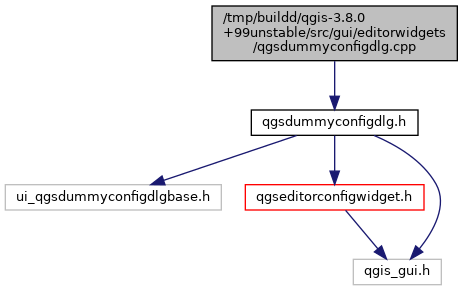 /tmp/buildd/qgis-3.8.0
+99unstable/src/gui/editorwidgets
/qgsdummyconfigdlg.cpp
qgsdummyconfigdlg.h
ui_qgsdummyconfigdlgbase.h
qgseditorconfigwidget.h
qgis_gui.h